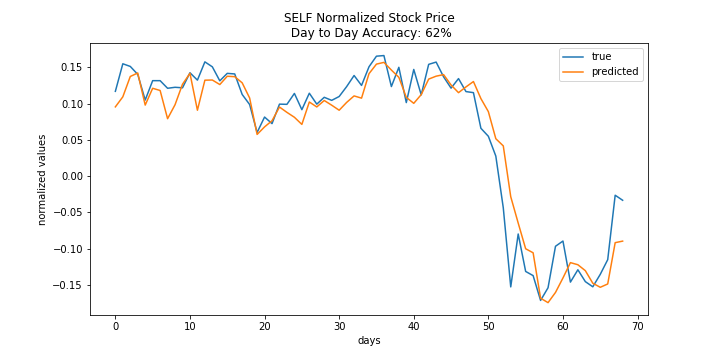 SELF Normalized Stock Price
Day to Day Accuracy: 62%
true
predicted
normalized values
0.15
0.10
0.05
0.00
−0.05
−0.10
−0.15
0 10 20 30 40 50 60 70
days